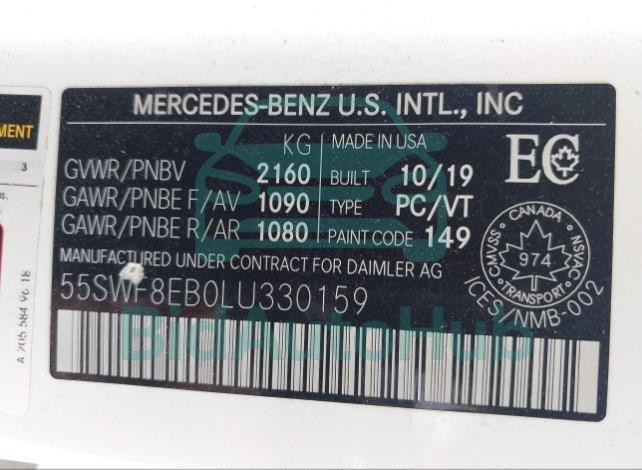 MENT
3
A 205 584 96 18
MERCEDES-BENZ U.S. INTL., INC
KG
GVWR/PNBV 2160
GAWR/PNBE F/AV 1090
GAWR/PNBE R/AR 1080
MADE IN USA
BUILT 10/19
TYPE PC/VT
PAINT CODE 149
EC
MANUFACTURED UNDER CONTRACT FOR DAIMLER AG
55SWF8EB0LU330159
CANADA
CMVSS 974 NSVAC
TRANSPORT
ICES/NMB-002
BidAutoHub